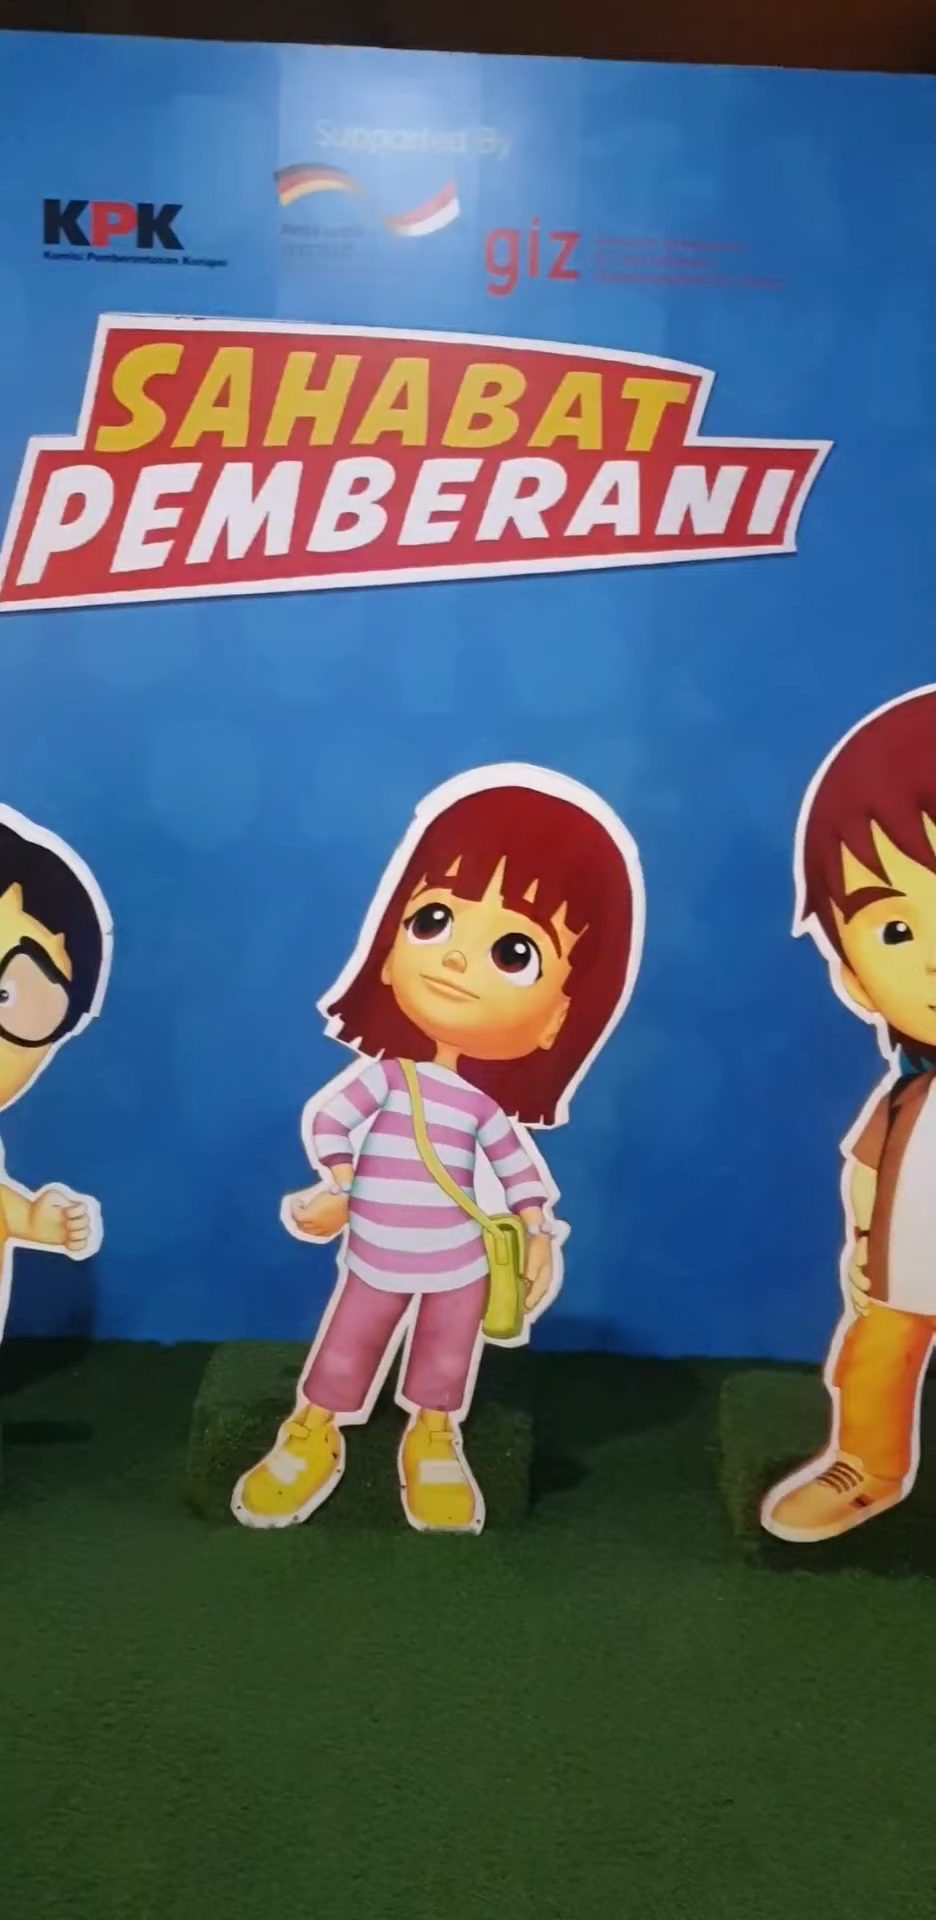 Supported By
KPK
Komisi Pemberantasan Korupsi
giz
SAHABAT
PEMBERANI